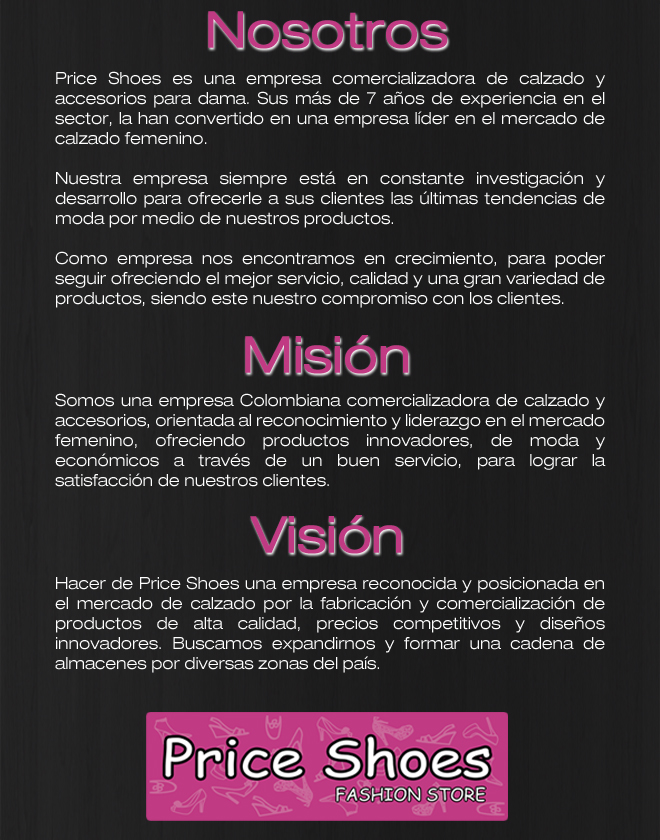 Nosotros
Price Shoes es una empresa comercializadora de calzado y
accesorios para dama. Sus más de 7 años de experiencia en el
sector, la han convertido en una empresa líder en el mercado de
calzado femenino.
Nuestra empresa siempre está en constante investigación y
desarrollo para ofrecerle a sus clientes las últimas tendencias de
moda por medio de nuestros productos.
Como empresa nos encontramos en crecimiento, para poder
seguir ofreciendo el mejor servicio, calidad y una gran variedad de
productos, siendo este nuestro compromiso con los clientes.
Misión
Somos una empresa Colombiana comercializadora de calzado y
accesorios, orientada al reconocimiento y liderazgo en el mercado
femenino, ofreciendo productos innovadores, de moda y
económicos a través de un buen servicio, para lograr la
satisfacción de nuestros clientes.
Visión
Hacer de Price Shoes una empresa reconocida y posicionada en
el mercado de calzado por la fabricación y comercialización de
productos de alta calidad, precios competitivos y diseños
innovadores. Buscamos expandirnos y formar una cadena de
almacenes por diversas zonas del país.
Price Shoes
FASHION STORE